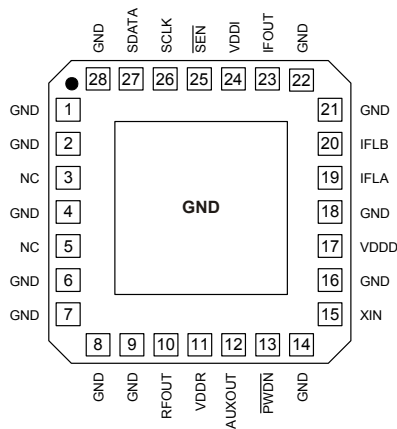 GND SDATA SCLK SEN VDDI IFOUT GND
28 27 26 25 24 23 22
GND 1
GND 2
NC 3
GND 4
NC 5
GND 6
GND 7
GND
21 GND
20 IFLB
19 IFLA
18 GND
17 VDDD
16 GND
15 XIN
8 9 10 11 12 13 14
GND GND RFOUT VDDR AUXOUT PWDN GND